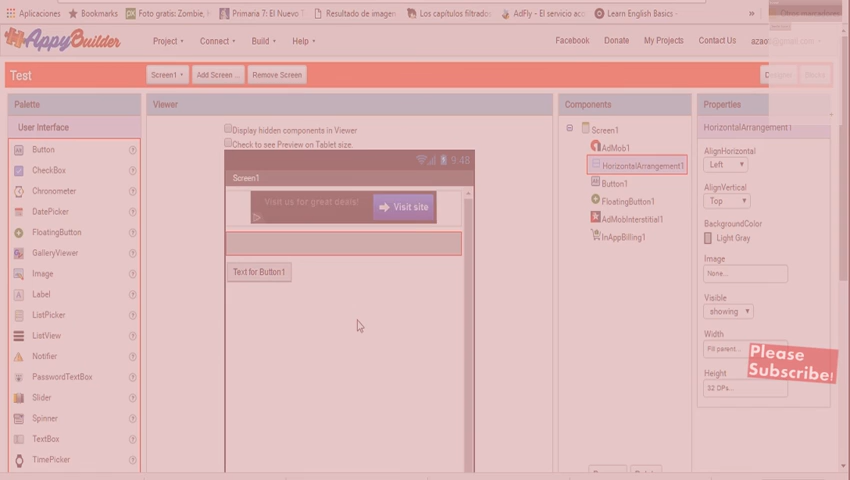 Aplicaciones
Bookmarks
Foto gratis: Zombie, H
Primaria 7: El Nuevo T
Resultado de imagen
Los capítulos filtrados
AdFly - El servicio aco
Learn English Basics -
AppyBuilder
Project
Connect
Build
Help
Facebook
Donate
My Projects
Contact Us
Test
Screen1
Add Screen ...
Remove Screen
Palette
User Interface
Button
CheckBox
Chronometer
DatePicker
FloatingButton
GalleryViewer
Image
Label
ListPicker
ListView
Notifier
PasswordTextBox
Slider
Spinner
TextBox
TimePicker
Viewer
Display hidden components in Viewer
Check to see Preview on Tablet size.
9:48
Screen1
Visit us for great deals!
Visit site
Text for Button1
Components
Screen1
AdMob1
HorizontalArrangement1
Button1
FloatingButton1
AdMobInterstitial1
InAppBilling1
Properties
HorizontalArrangement1
AlignHorizontal
Left
AlignVertical
Top
BackgroundColor
Light Gray
Image
None...
Visible
showing
Width
Fill parent...
Height
32 DPs...
Please
Subscribe!